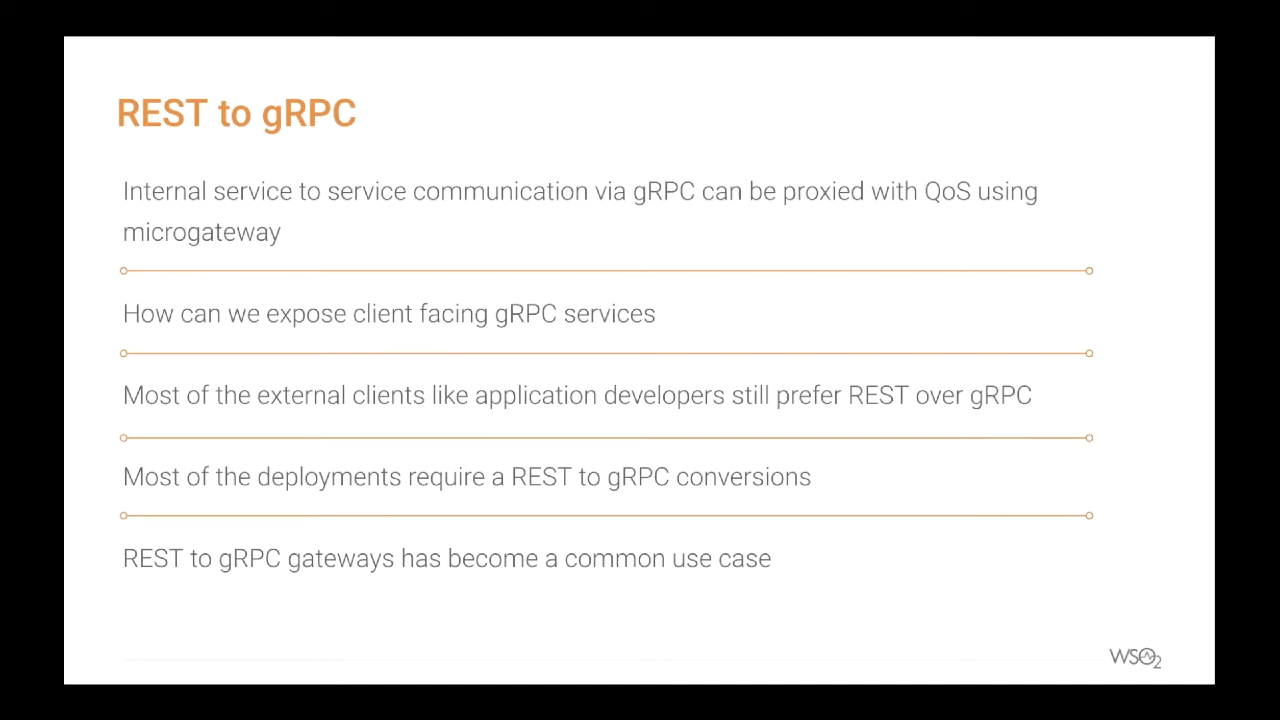 REST to gRPC
Internal service to service communication via gRPC can be proxied with QoS using
microgateway
How can we expose client facing gRPC services
Most of the external clients like application developers still prefer REST over gRPC
Most of the deployments require a REST to gRPC conversions
REST to gRPC gateways has become a common use case
WSO2